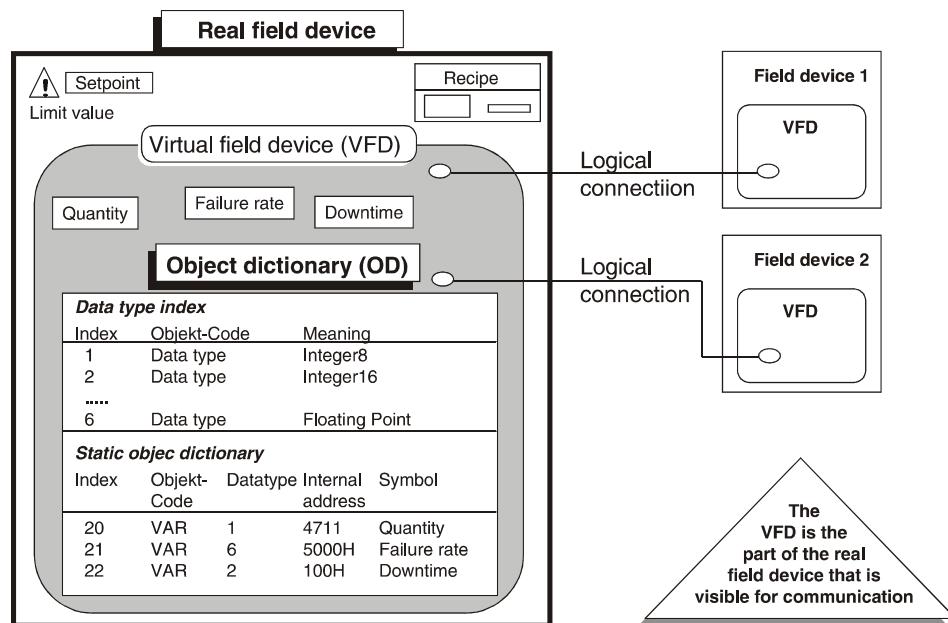 Real field device
Setpoint
Limit value
Recipe
Virtual field device (VFD)
Quantity
Failure rate
Downtime
Object dictionary (OD)
Data type index
Index Objekt-Code Meaning
1 Data type Integer8
2 Data type Integer16
.....
6 Data type Floating Point
Static objec dictionary
Index Objekt- Datatype Internal Symbol
Code address
20 VAR 1 4711 Quantity
21 VAR 6 5000H Failure rate
22 VAR 2 100H Downtime
Logical
connectiion
Logical
connection
Field device 1
VFD
Field device 2
VFD
The
VFD is the
part of the real
field device that is
visible for communication